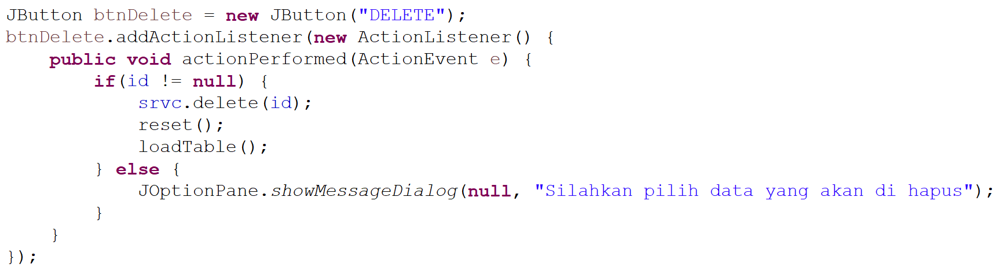 JButton btnDelete = new JButton("DELETE");
btnDelete.addActionListener(new ActionListener() {
    public void actionPerformed(ActionEvent e) {
        if(id != null) {
            srvc.delete(id);
            reset();
            loadTable();
        } else {
            JOptionPane.showMessageDialog(null, "Silahkan pilih data yang akan di hapus");
        }
    }
});